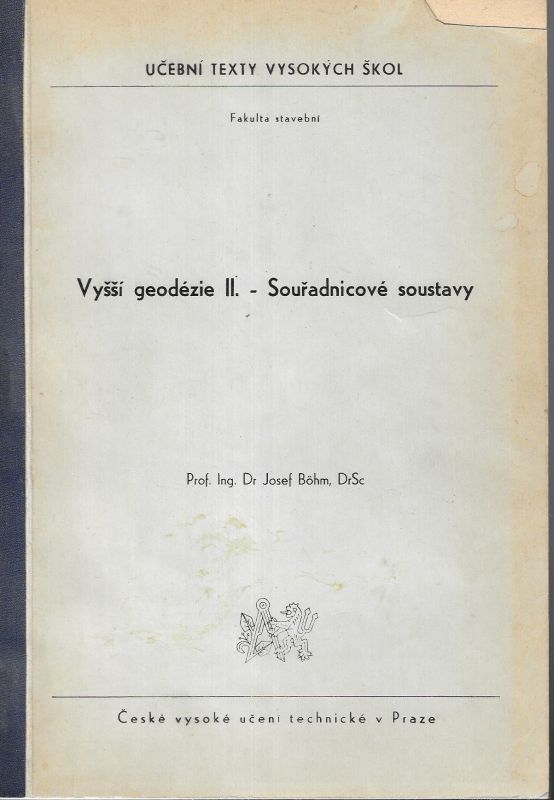 UČEBNÍ TEXTY VYSOKÝCH ŠKOL
Fakulta stavební
Vyšší geodézie II. - Souřadnicové soustavy
Prof. Ing. Dr Josef Böhm, DrSc
České vysoké učení technické v Praze